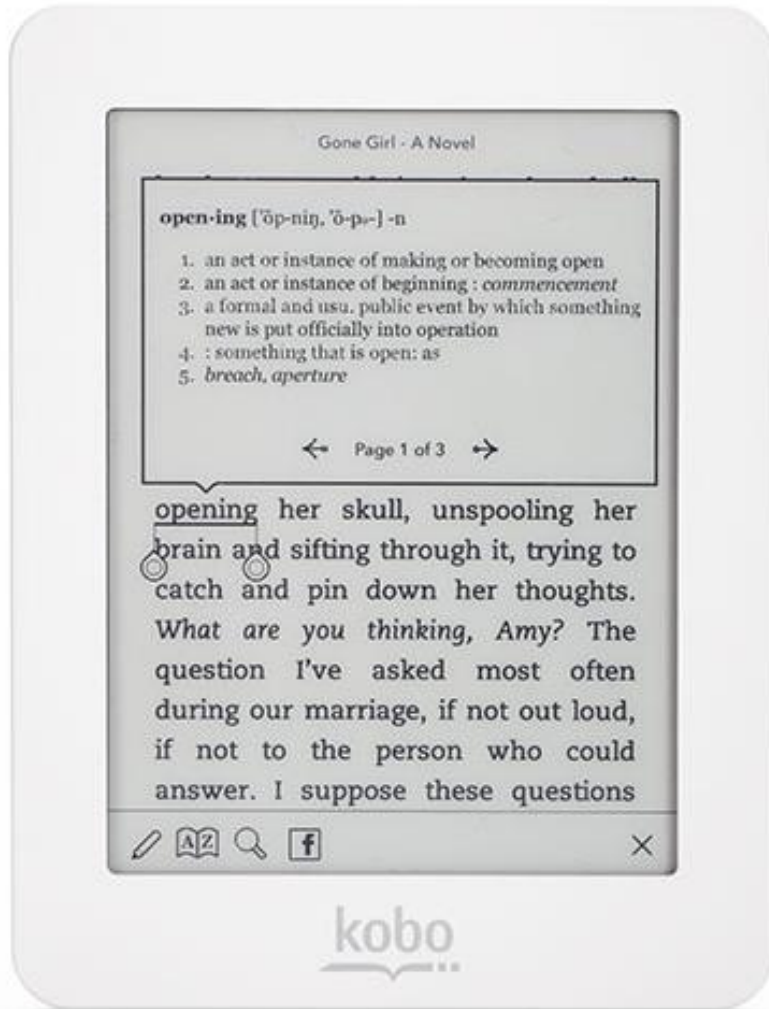 Gone Girl - A Novel
open·ing ['ōp-niŋ, 'ō-pə-] -n
1. an act or instance of making or becoming open
2. an act or instance of beginning : commencement
3. a formal and usu. public event by which something
new is put officially into operation
4. : something that is open: as
5. breach, aperture
Page 1 of 3
opening her skull, unspooling her
brain and sifting through it, trying to
catch and pin down her thoughts.
What are you thinking, Amy? The
question I've asked most often
during our marriage, if not out loud,
if not to the person who could
answer. I suppose these questions
A Z f
kobo